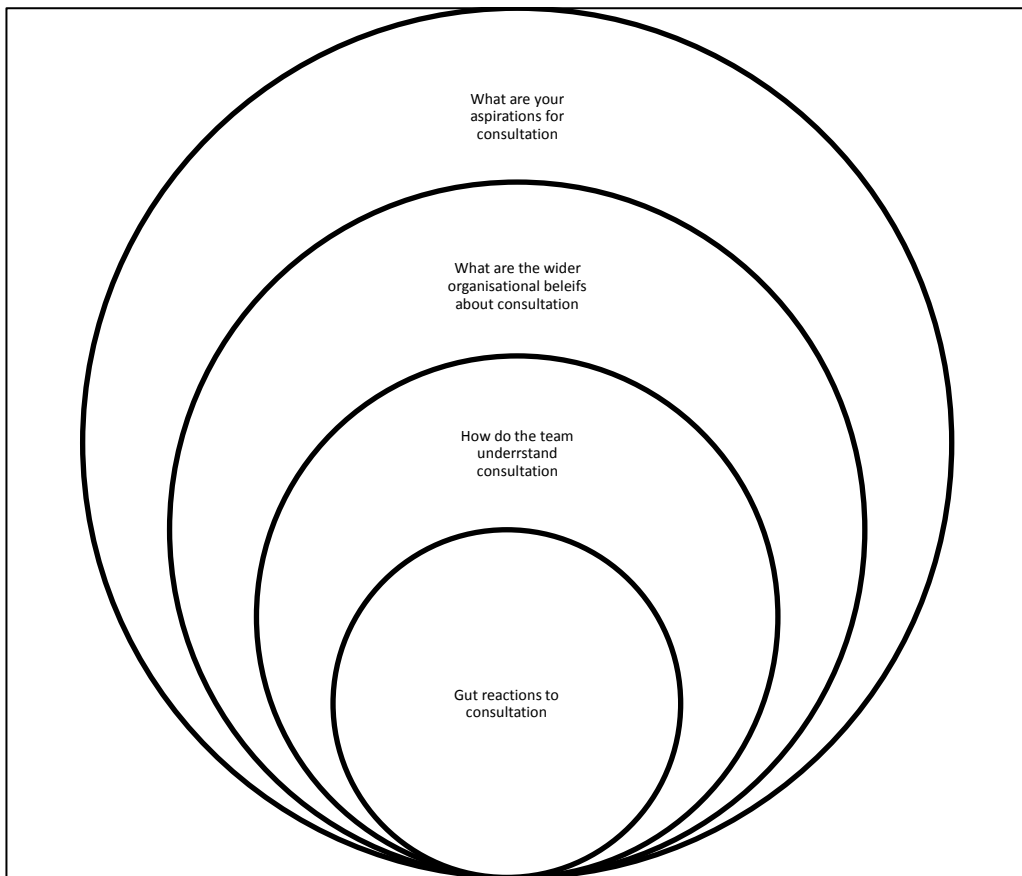 What are your
aspirations for
consultation
What are the wider
organisational beleifs
about consultation
How do the team
underrstand
consultation
Gut reactions to
consultation